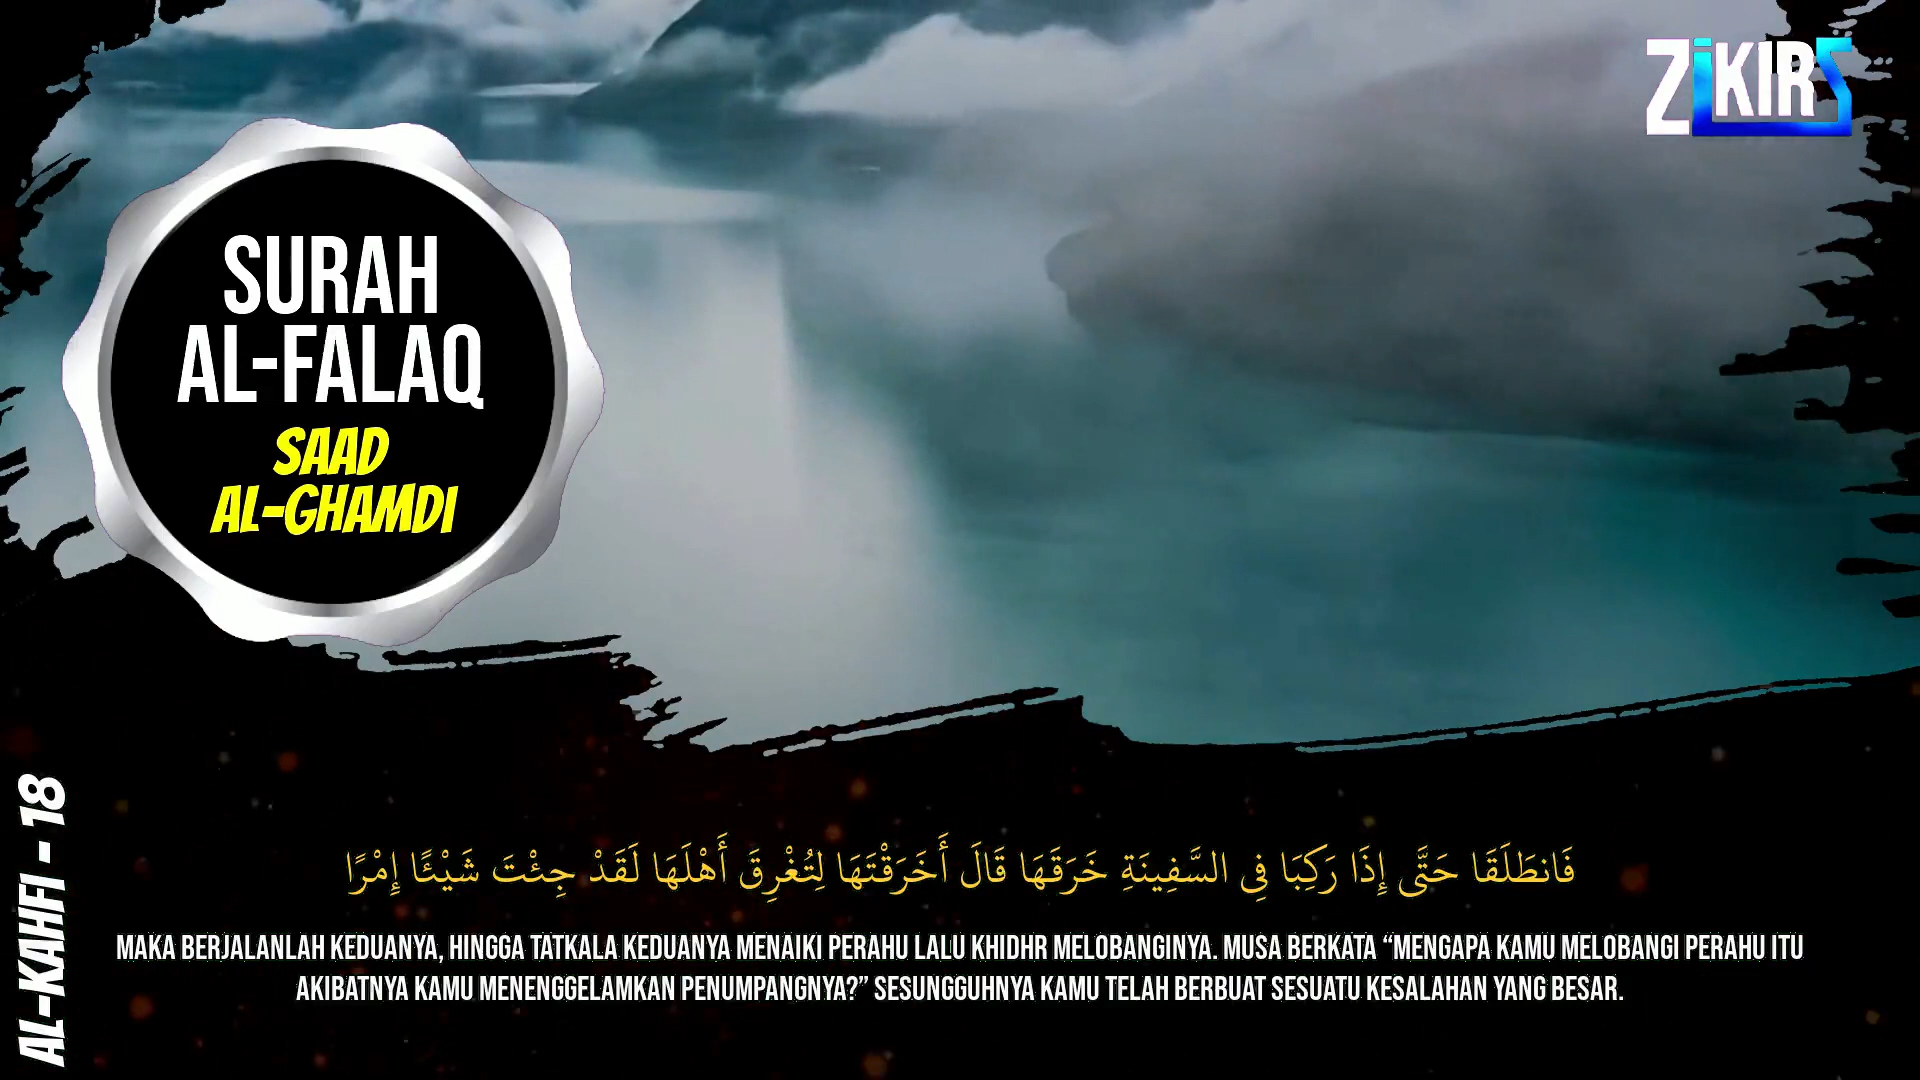 ZIKIRS
SURAH
AL-FALAQ
SAAD
AL-GHAMDI
AL-KAHFI - 18
فَانطَلَقَا حَتَّى إِذَا رَكِبَا فِي السَّفِينَةِ خَرَقَهَا قَالَ أَخَرَقْتَهَا لِتُغْرِقَ أَهْلَهَا لَقَدْ جِئْتَ شَيْئًا إِمْرًا
MAKA BERJALANLAH KEDUANYA, HINGGA TATKALA KEDUANYA MENAIKI PERAHU LALU KHIDHR MELOBANGINYA. MUSA BERKATA “MENGAPA KAMU MELOBANGI PERAHU ITU
AKIBATNYA KAMU MENENGGELAMKAN PENUMPANGNYA?” SESUNGGUHNYA KAMU TELAH BERBUAT SESUATU KESALAHAN YANG BESAR.